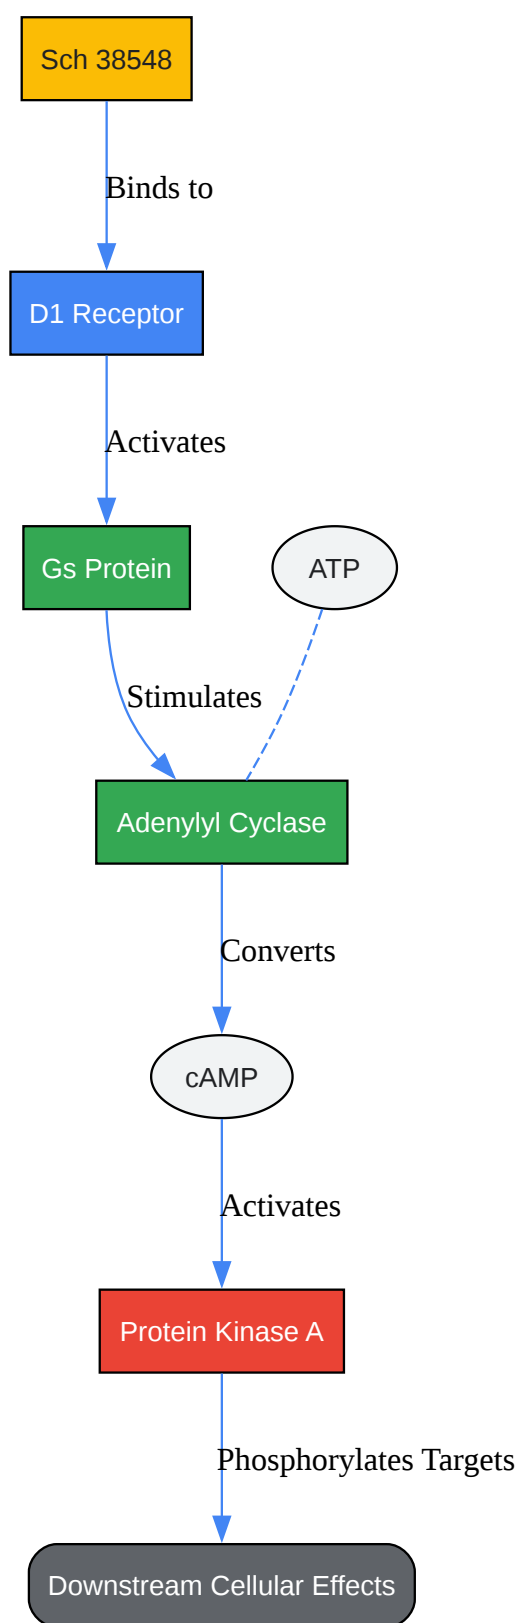 Sch 38548
Binds to
D1 Receptor
Activates
Gs Protein
ATP
Stimulates
Adenylyl Cyclase
Converts
cAMP
Activates
Protein Kinase A
Phosphorylates Targets
Downstream Cellular Effects